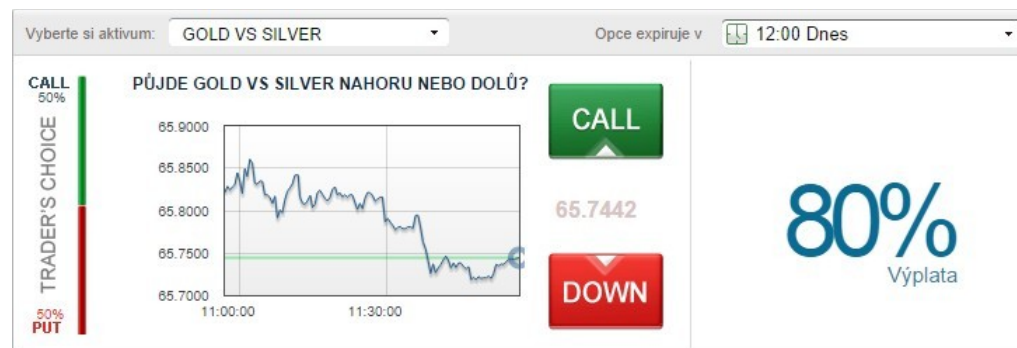 Vyberte si aktivum: GOLD VS SILVER Opce expiruje v 12:00 Dnes
CALL
50%
TRADER'S CHOICE
50%
PUT
PŮJDE GOLD VS SILVER NAHORU NEBO DOLŮ?
65.9000
65.8500
65.8000
65.7500
65.7000
11:00:00 11:30:00
CALL
65.7442
DOWN
80%
Výplata